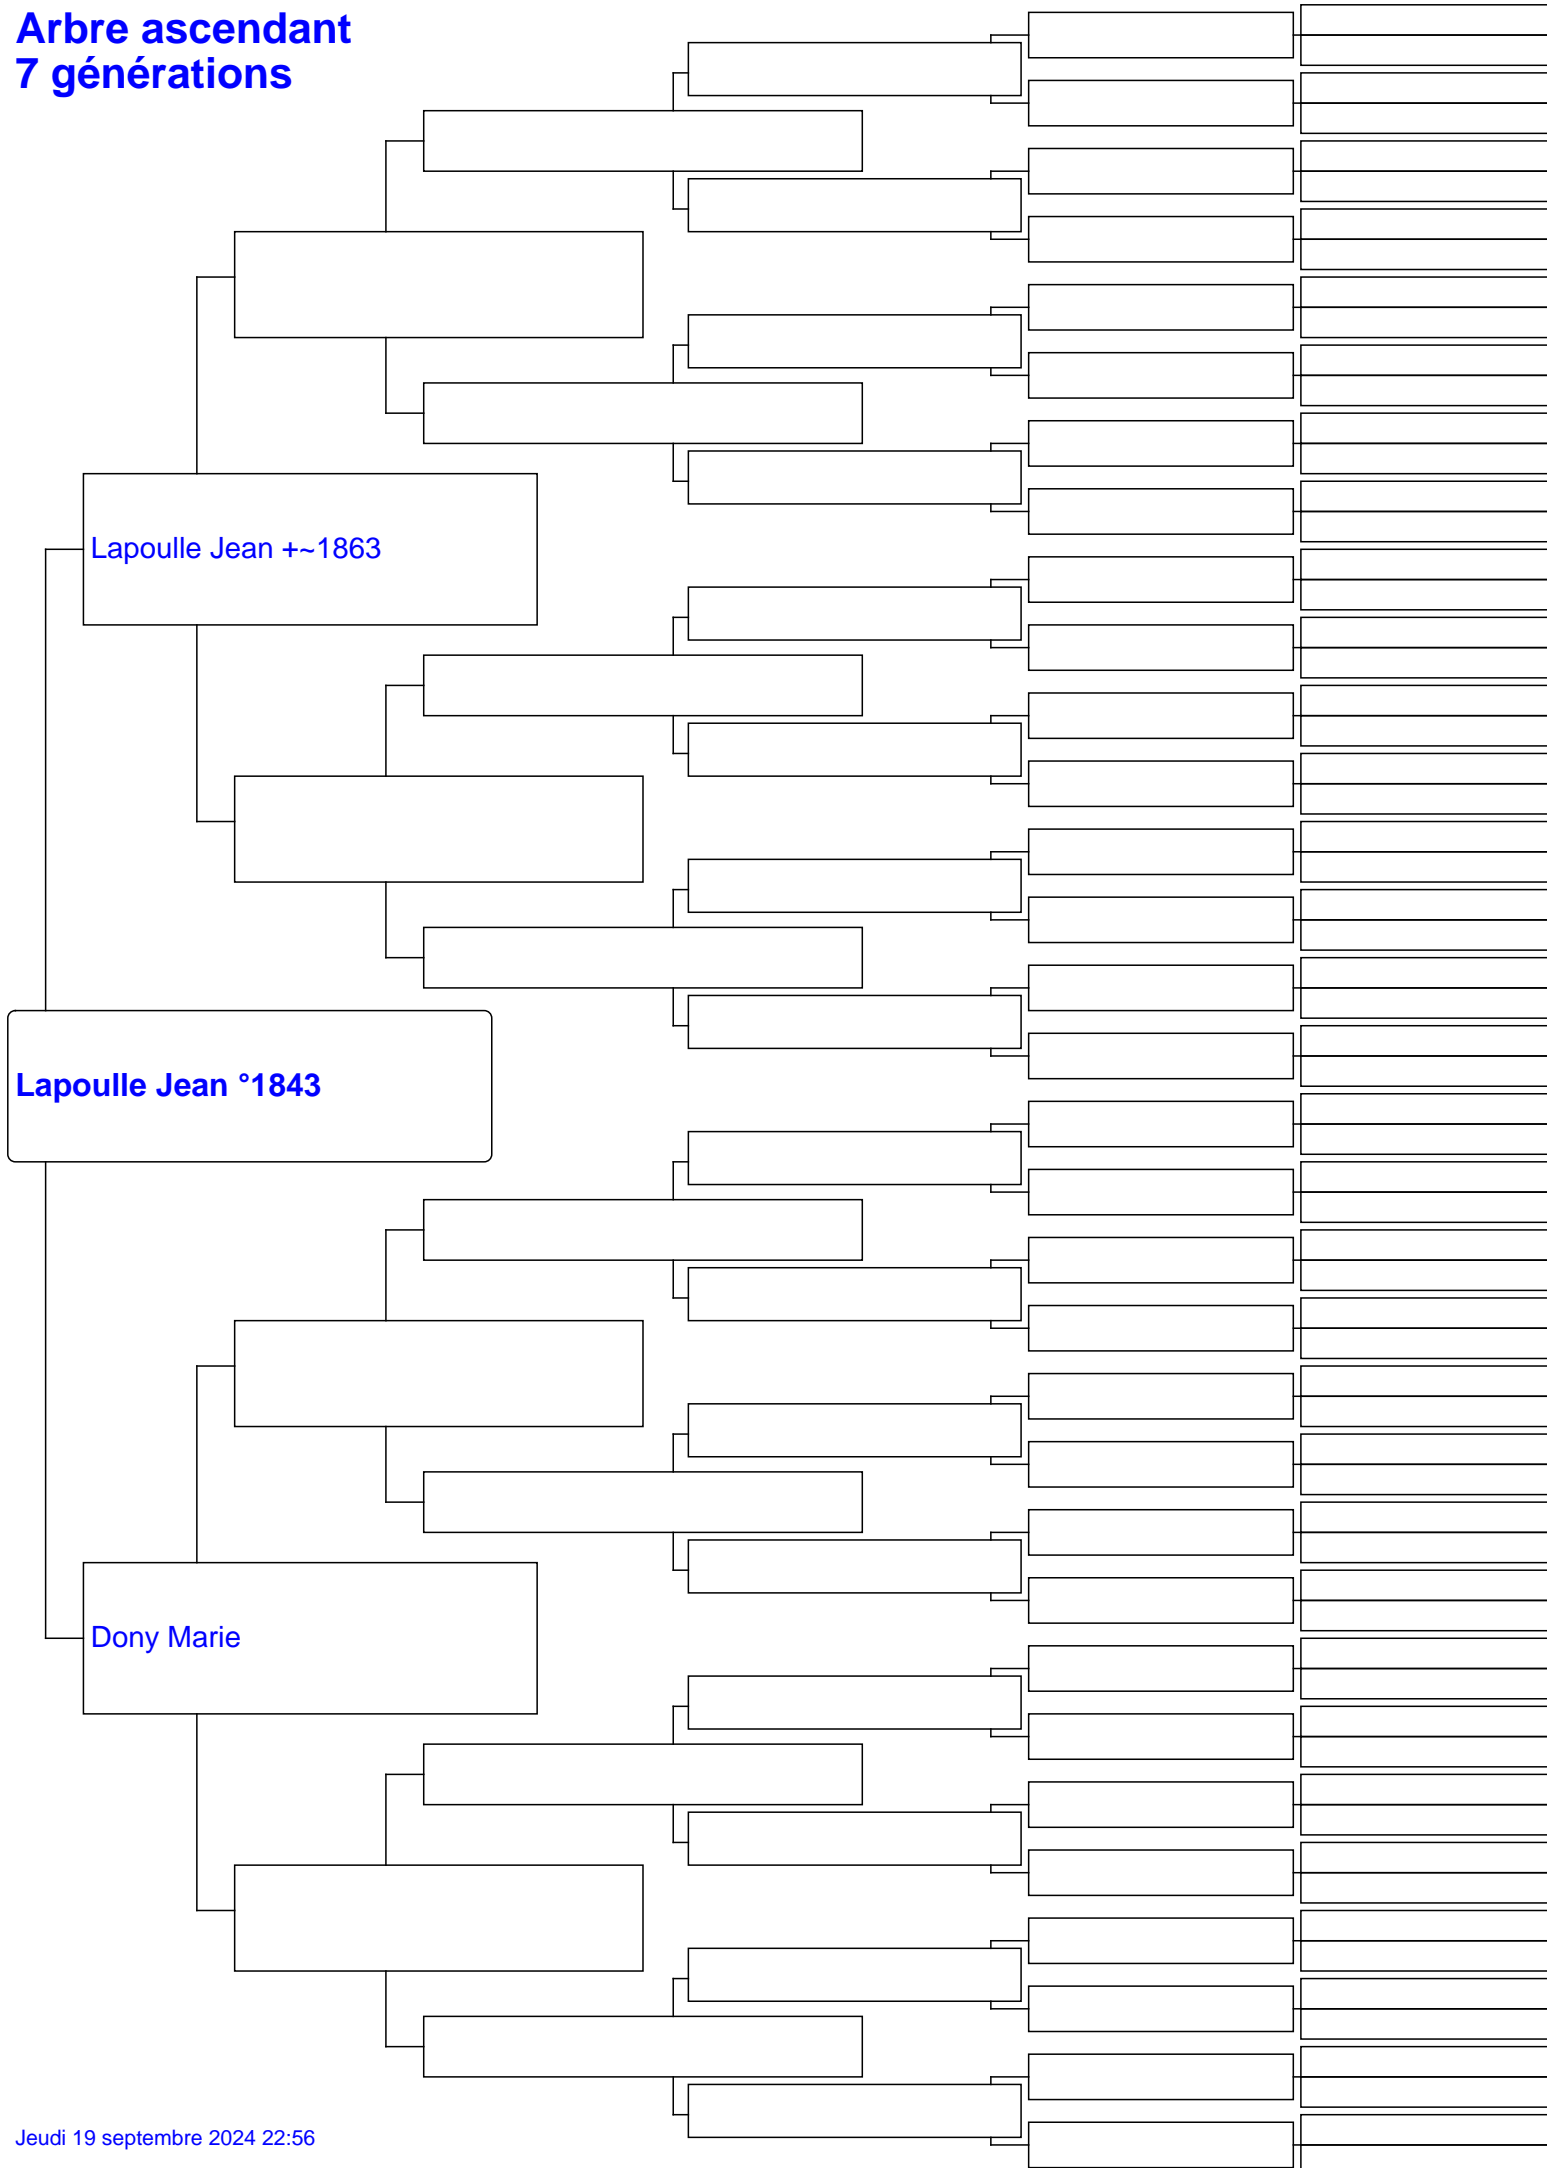 Arbre ascendant
7 générations
Lapoulle Jean +~1863
Lapoulle Jean °1843
Dony Marie
Jeudi 19 septembre 2024 22:56